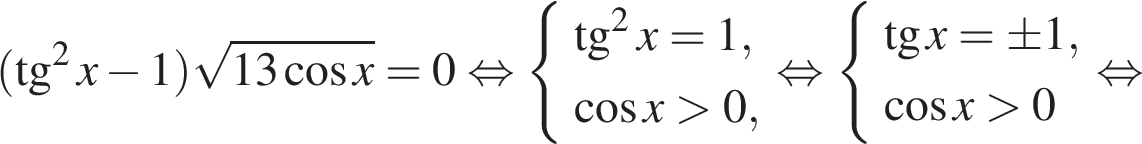 (tg² x − 1)√(13 cos x) = 0 ⇔ { tg² x = 1, cos x > 0, ⇔ { tg x = ±1, cos x > 0 ⇔